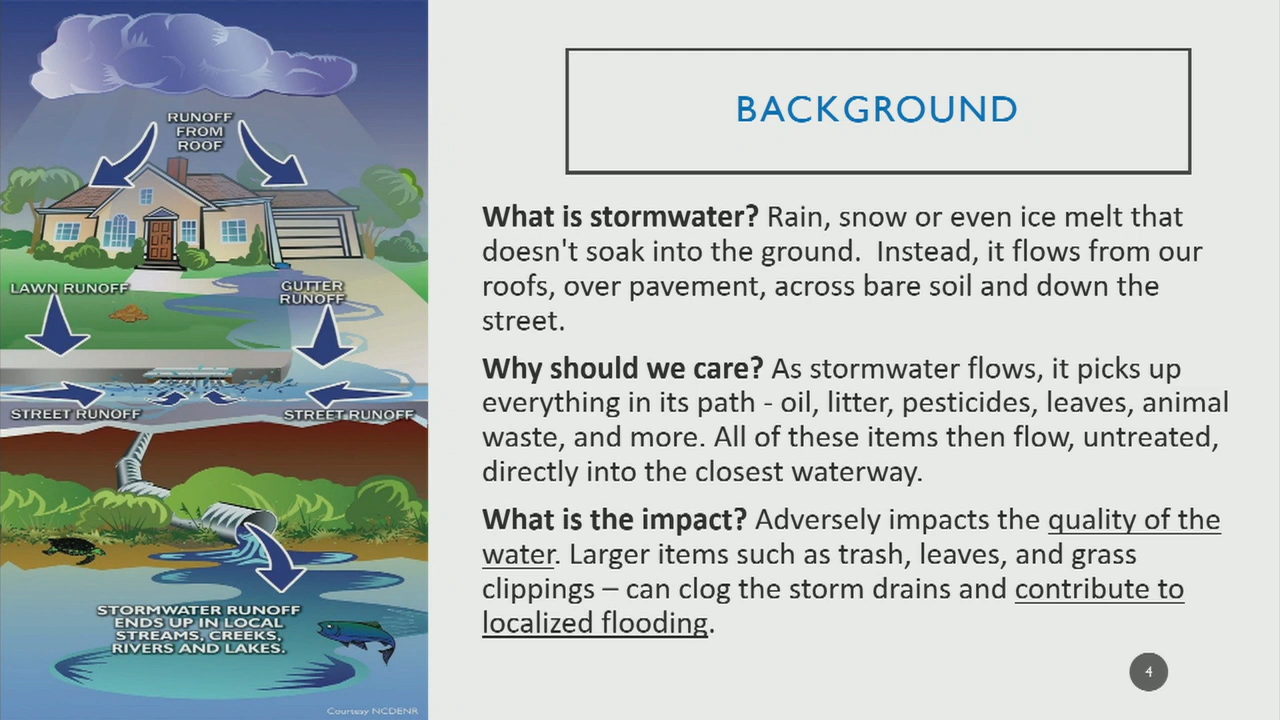 RUNOFF
FROM
ROOF
LAWN RUNOFF
GUTTER
RUNOFF
STREET RUNOFF
STREET RUNOFF
STORMWATER RUNOFF
ENDS UP IN LOCAL
STREAMS, CREEKS,
RIVERS AND LAKES.
Courtesy NCDENR
BACKGROUND
What is stormwater? Rain, snow or even ice melt that
doesn't soak into the ground.  Instead, it flows from our
roofs, over pavement, across bare soil and down the
street.
Why should we care? As stormwater flows, it picks up
everything in its path - oil, litter, pesticides, leaves, animal
waste, and more. All of these items then flow, untreated,
directly into the closest waterway.
What is the impact? Adversely impacts the quality of the
water. Larger items such as trash, leaves, and grass
clippings – can clog the storm drains and contribute to
localized flooding.
4